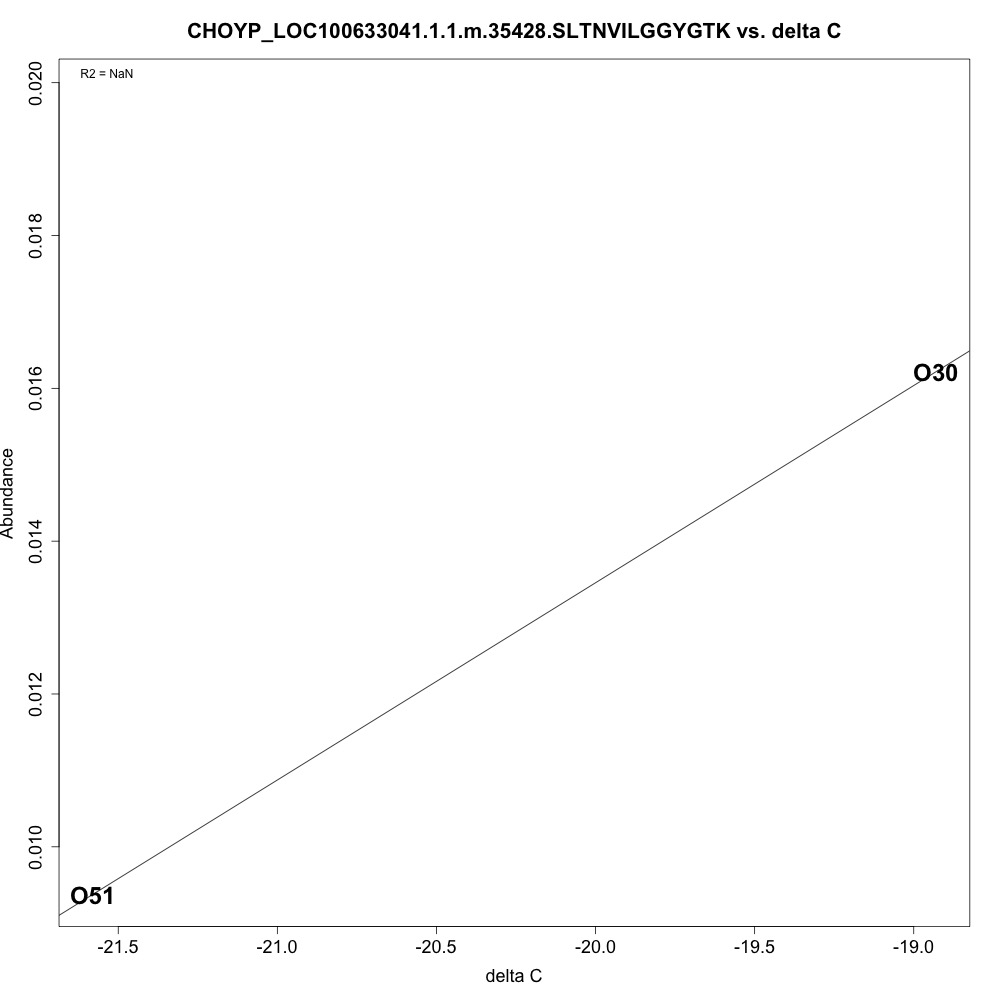 CHOYP_LOC100633041.1.1.m.35428.SLTNVILGGYGTK vs. delta C
R2 = NaN
0.020
0.018
0.016
0.014
0.012
0.010
Abundance
O30
O51
-21.5
-21.0
-20.5
-20.0
-19.5
-19.0
delta C